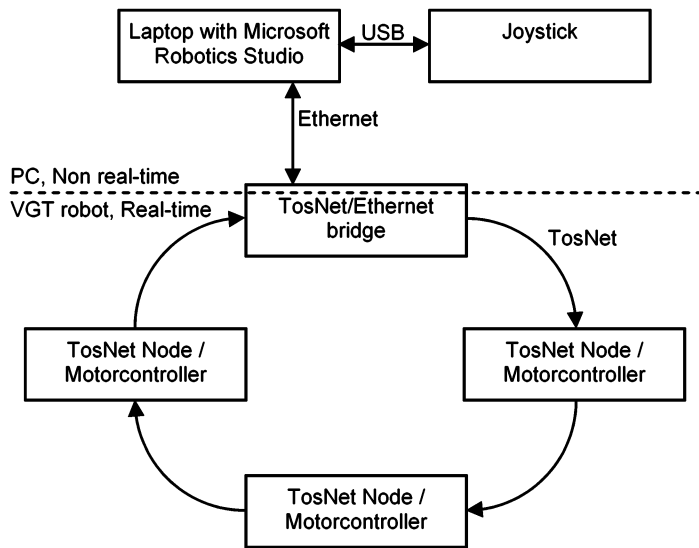 Laptop with Microsoft
Robotics Studio
USB
Joystick
Ethernet
PC, Non real-time
VGT robot, Real-time
TosNet/Ethernet
bridge
TosNet
TosNet Node /
Motorcontroller
TosNet Node /
Motorcontroller
TosNet Node /
Motorcontroller